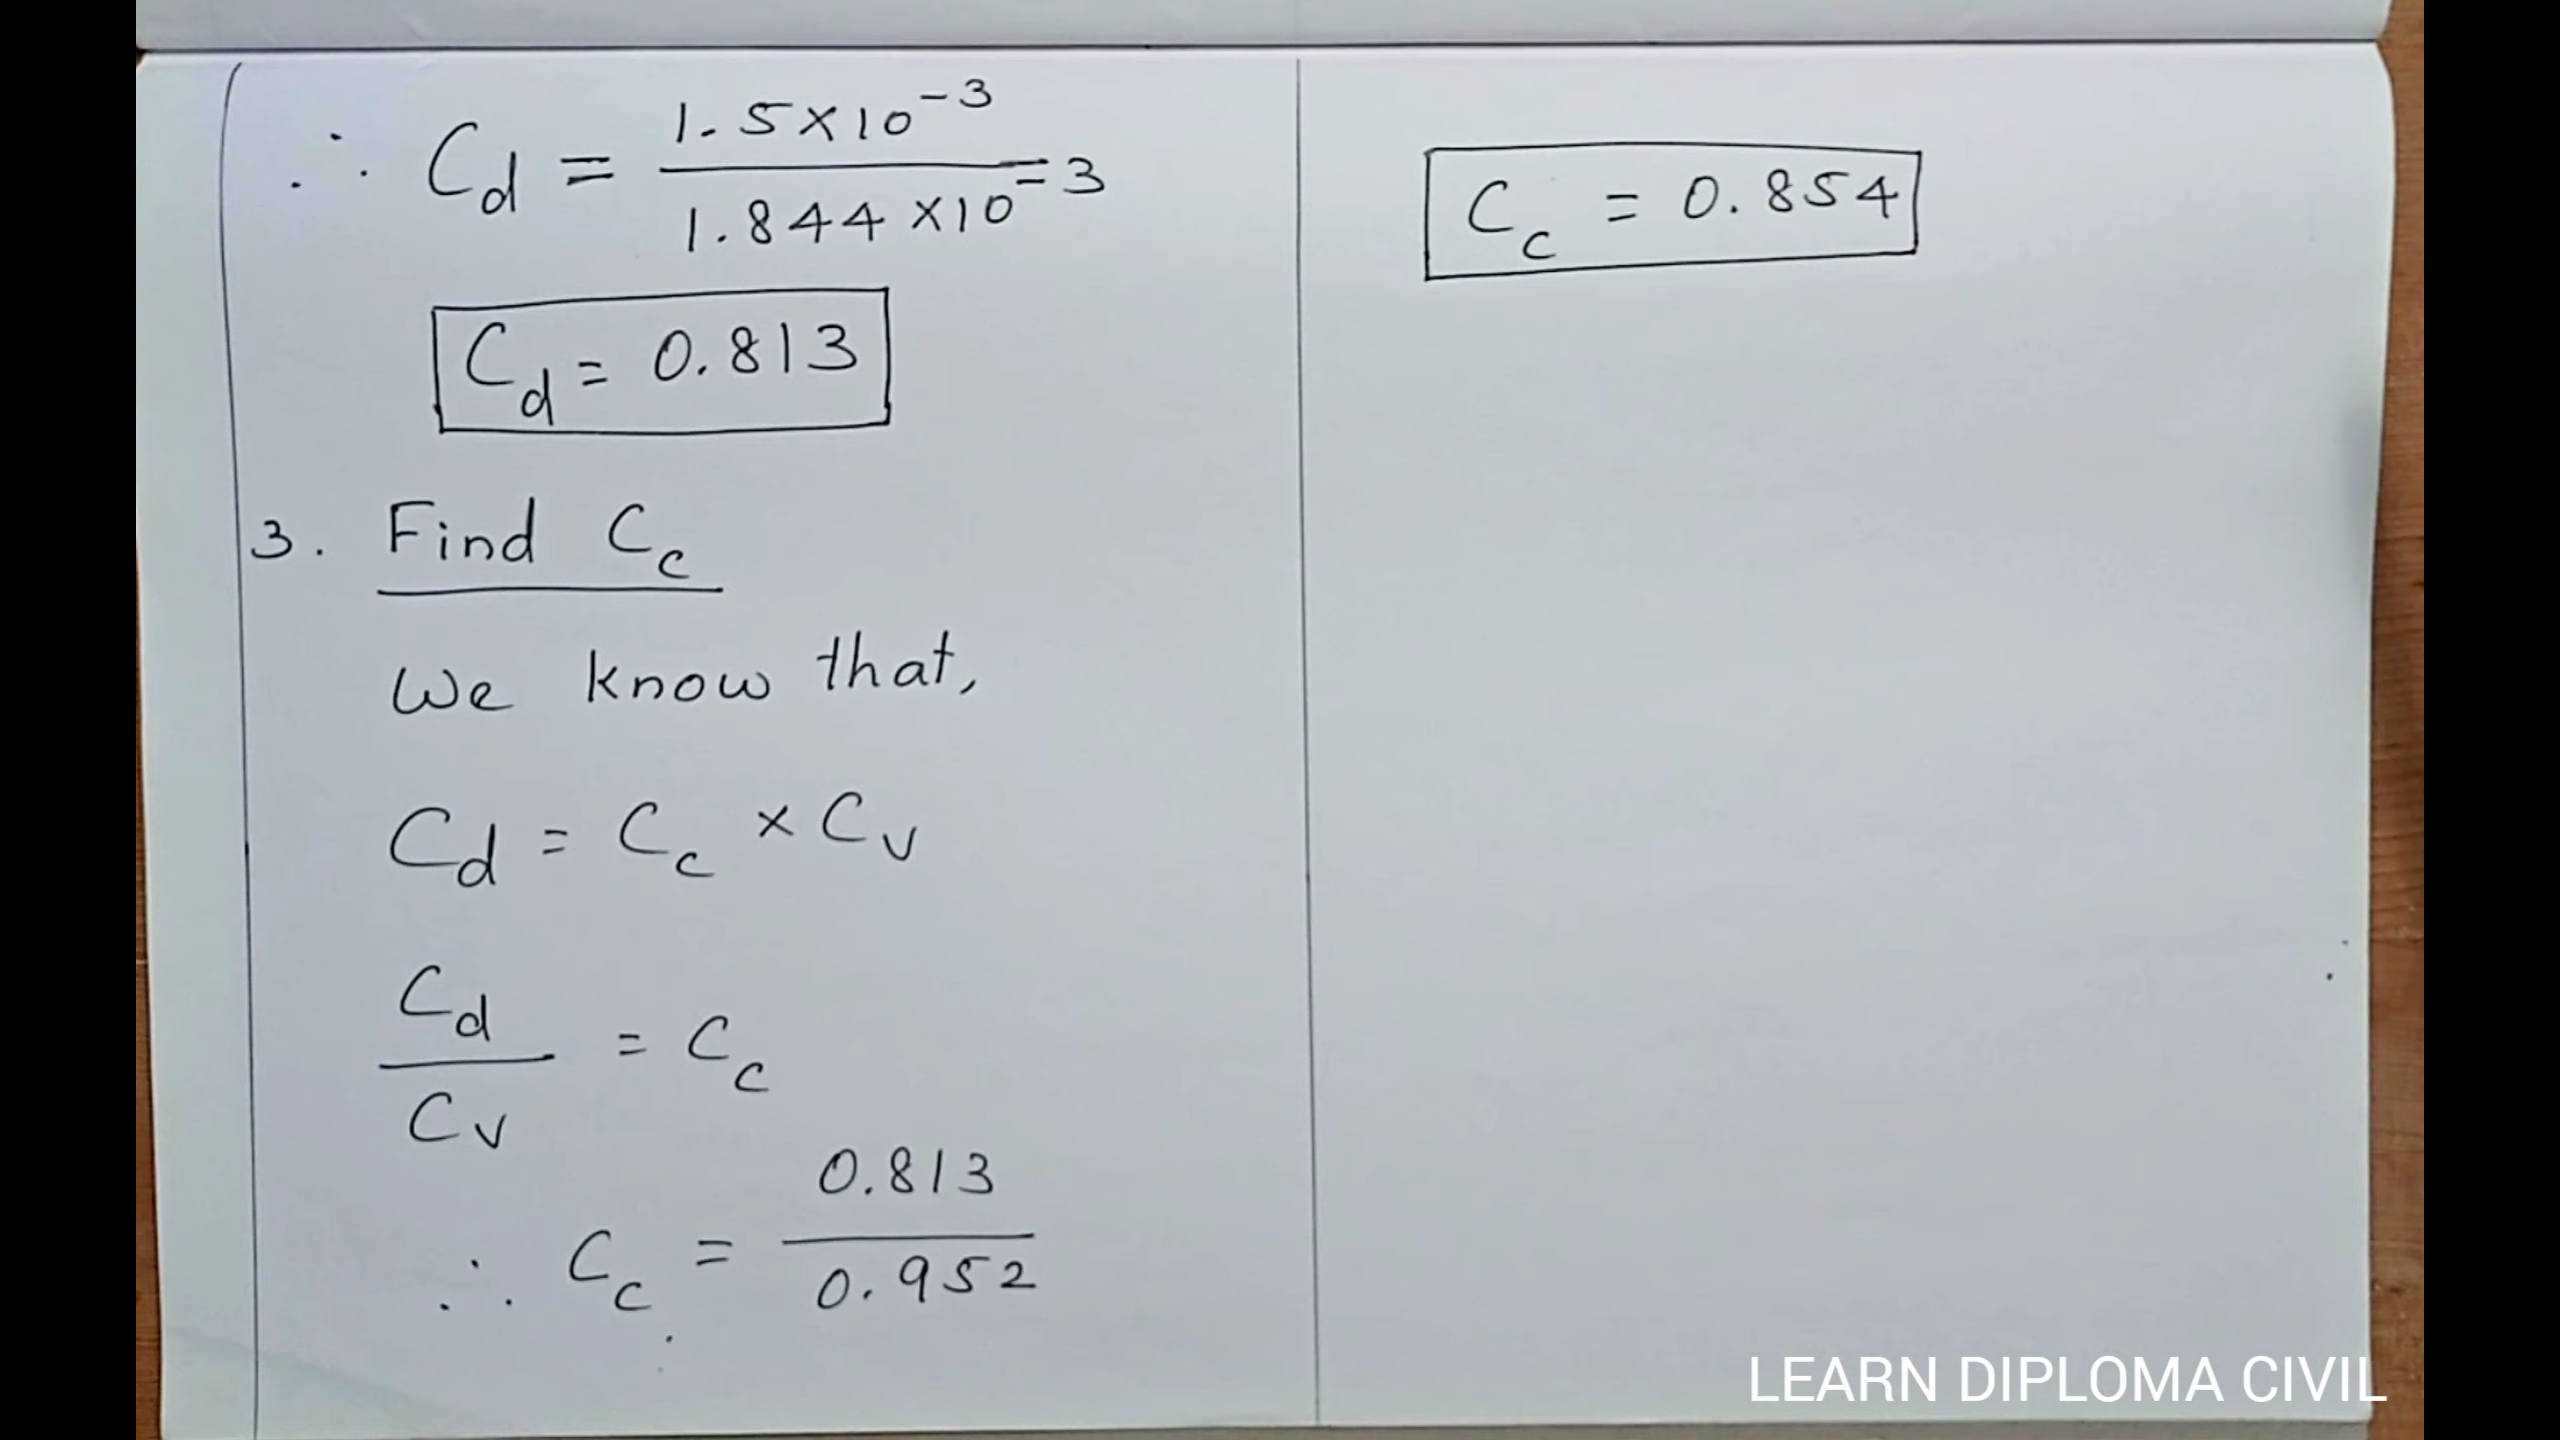 ∴ Cd = 1.5×10⁻³ / 1.844×10⁻³
Cd = 0.813
3. Find Cc
We know that,
Cd = Cc × Cv
Cd / Cv = Cc
∴ Cc = 0.813 / 0.952
Cc = 0.854
LEARN DIPLOMA CIVIL